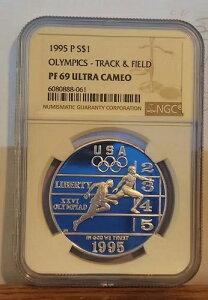 1995 P S$1
OLYMPICS - TRACK & FIELD
PF 69 ULTRA CAMEO
6080888-061
NUMISMATIC GUARANTY CORPORATION
NGC
USA
LIBERTY
2
3
XXVI
OLYMPIAD
4
5
IN GOD WE TRUST
1995